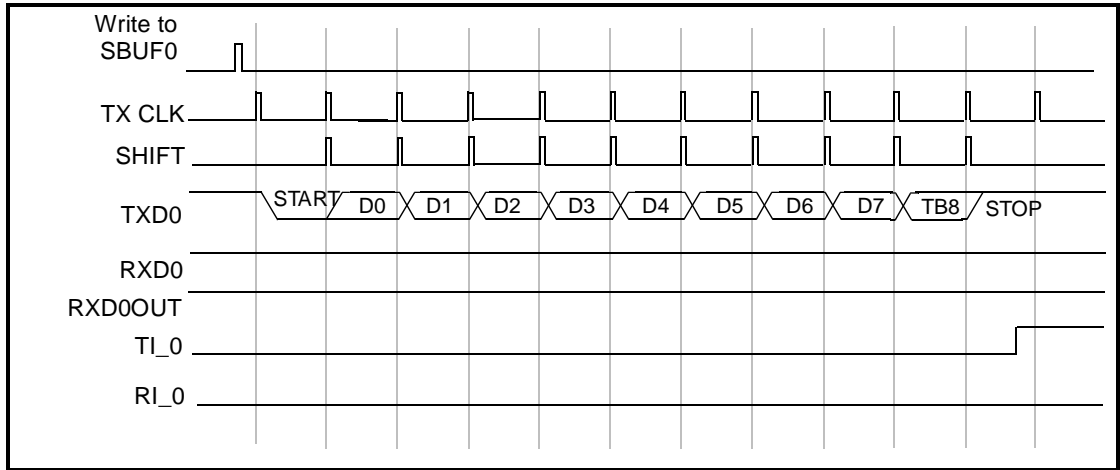 Write to
SBUF0
TX CLK
SHIFT
TXD0 START D0 D1 D2 D3 D4 D5 D6 D7 TB8 STOP
RXD0
RXD0OUT
TI_0
RI_0